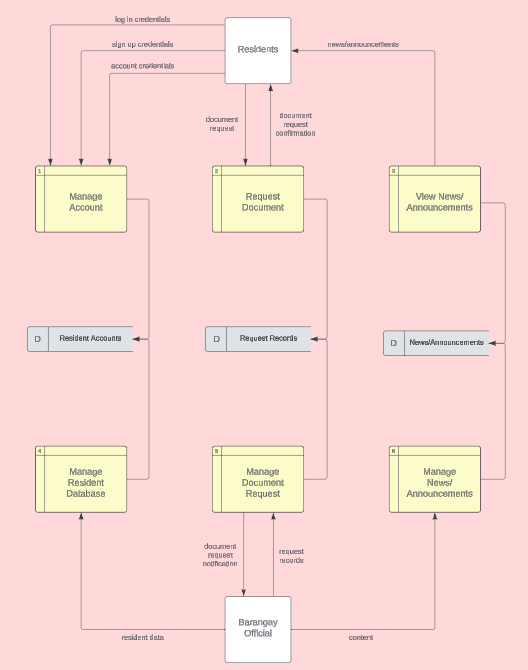 log in credentials
sign up credentials
account credentials
Residents
news/announcements
document
request
document
request
confirmation
1
Manage
Account
2
Request
Document
3
View News/
Announcements
D
Resident Accounts
D
Request Records
D
News/Announcements
4
Manage
Resident
Database
5
Manage
Document
Request
6
Manage
News/
Announcements
document
request
notification
request
records
Barangay
Official
resident data
content